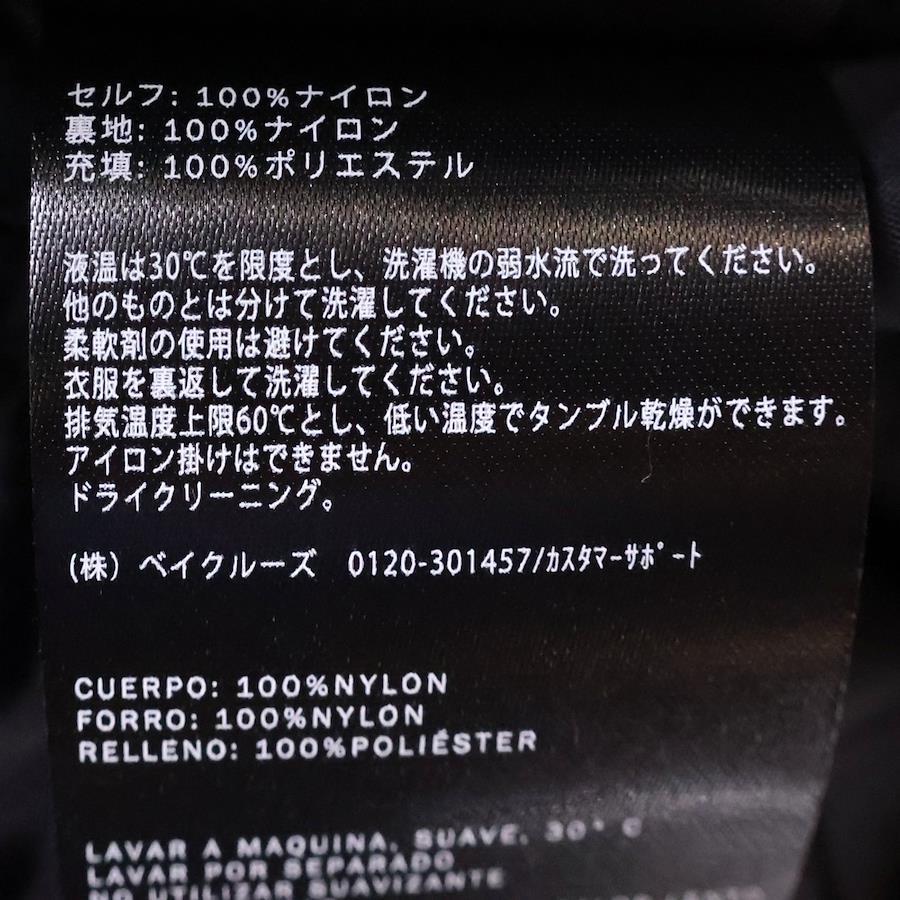 セルフ: 100%ナイロン
裏地: 100%ナイロン
充填: 100%ポリエステル
液温は30℃を限度とし、洗濯機の弱水流で洗ってください。
他のものとは分けて洗濯してください。
柔軟剤の使用は避けてください。
衣服を裏返して洗濯してください。
排気温度上限60℃とし、低い温度でタンブル乾燥ができます。
アイロン掛けはできません。
ドライクリーニング。
(株) ベイクルーズ 0120-301457/ｶｽﾀﾏｰｻﾎﾟｰﾄ
CUERPO: 100%NYLON
FORRO: 100%NYLON
RELLENO: 100%POLIÉSTER
LAVAR A MAQUINA, SUAVE, 30° C
LAVAR POR SEPARADO
NO UTILIZAR SUAVIZANTE